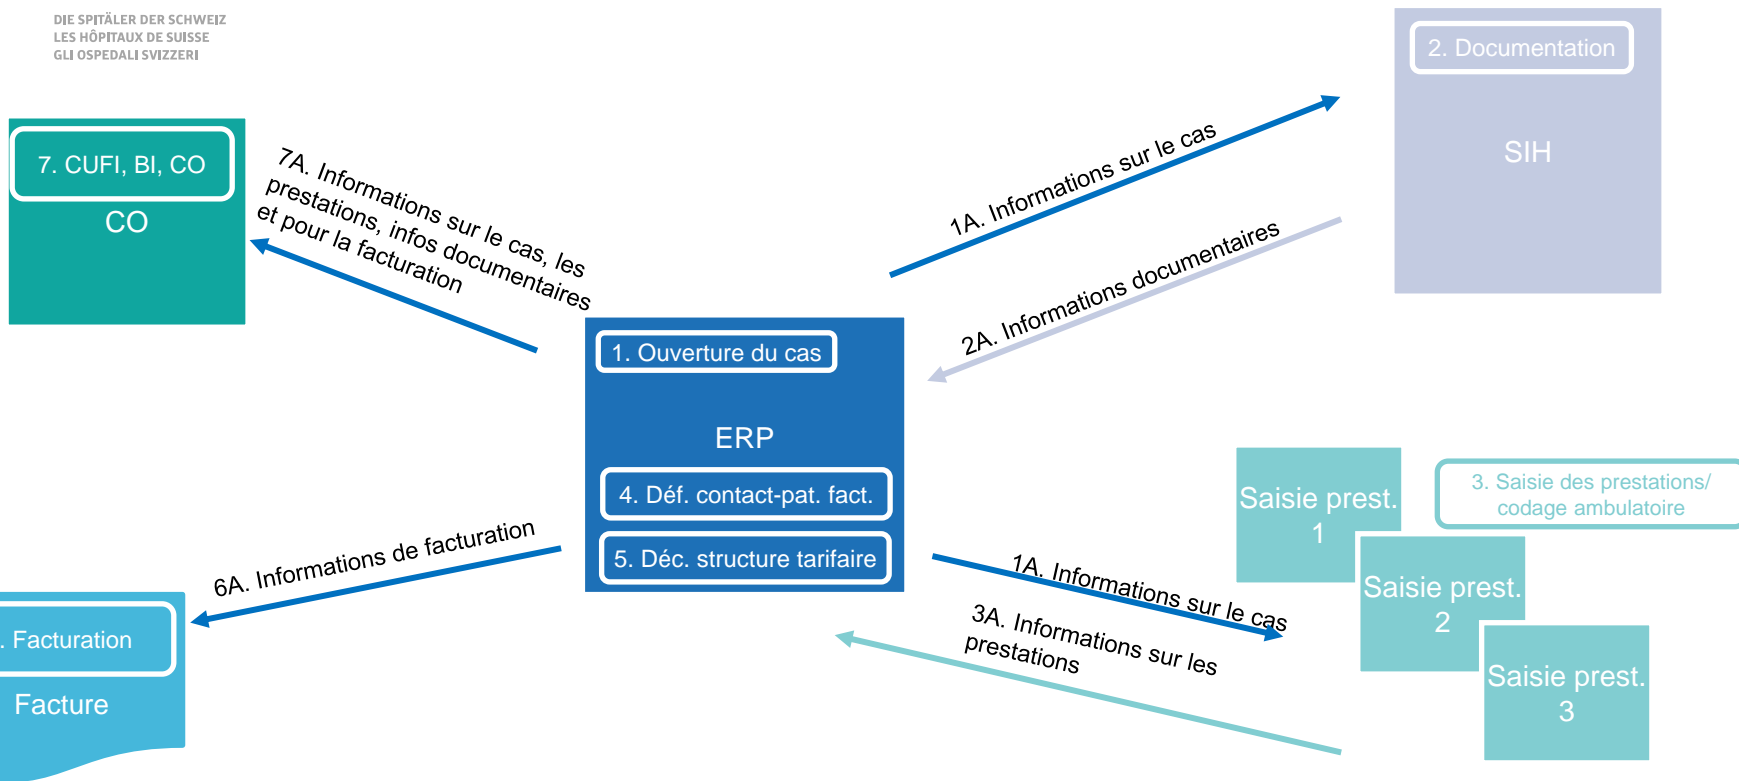 DIE SPITÄLER DER SCHWEIZ
LES HÔPITAUX DE SUISSE
GLI OSPEDALI SVIZZERI
2. Documentation
SIH
7. CUFI, BI, CO
CO
7A. Informations sur le cas, les
prestations, infos documentaires
et pour la facturation
1A. Informations sur le cas
2A. Informations documentaires
1. Ouverture du cas
ERP
4. Déf. contact-pat. fact.
5. Déc. structure tarifaire
6A. Informations de facturation
. Facturation
Facture
1A. Informations sur le cas
3A. Informations sur les
prestations
Saisie prest.
1
Saisie prest.
2
Saisie prest.
3
3. Saisie des prestations/
codage ambulatoire